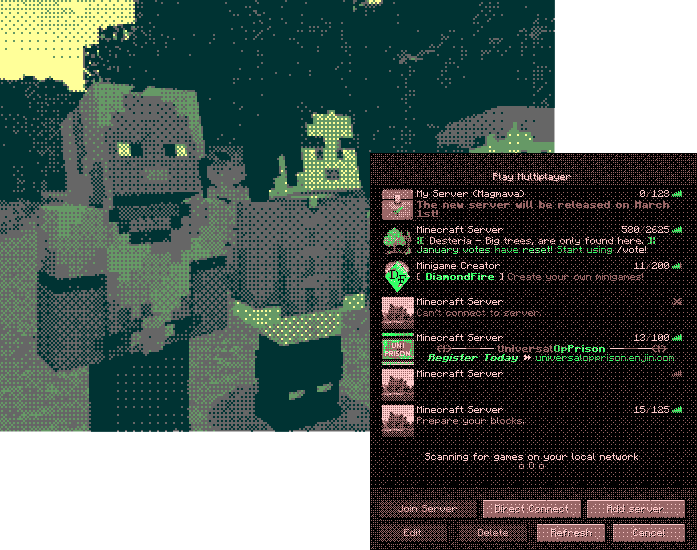 Play Multiplayer
My Server (Magmava) 0/128
The new server will be released on March
1st!
Minecraft Server 580/2625
Desteria - Big trees, are only found here.
January votes have reset! Start using /vote!
Minigame Creator 11/200
[ DiamondFire ] Create your own minigames!
DF
Minecraft Server
Can't connect to server.
Minecraft Server 13/100
UniversalOpPrison
UNI
PRISON
Register Today » universalopprison.enjin.com
Minecraft Server
Minecraft Server 15/125
Prepare your blocks.
Scanning for games on your local network
o O o
Join Server Direct Connect Add server
Edit Delete Refresh Cancel